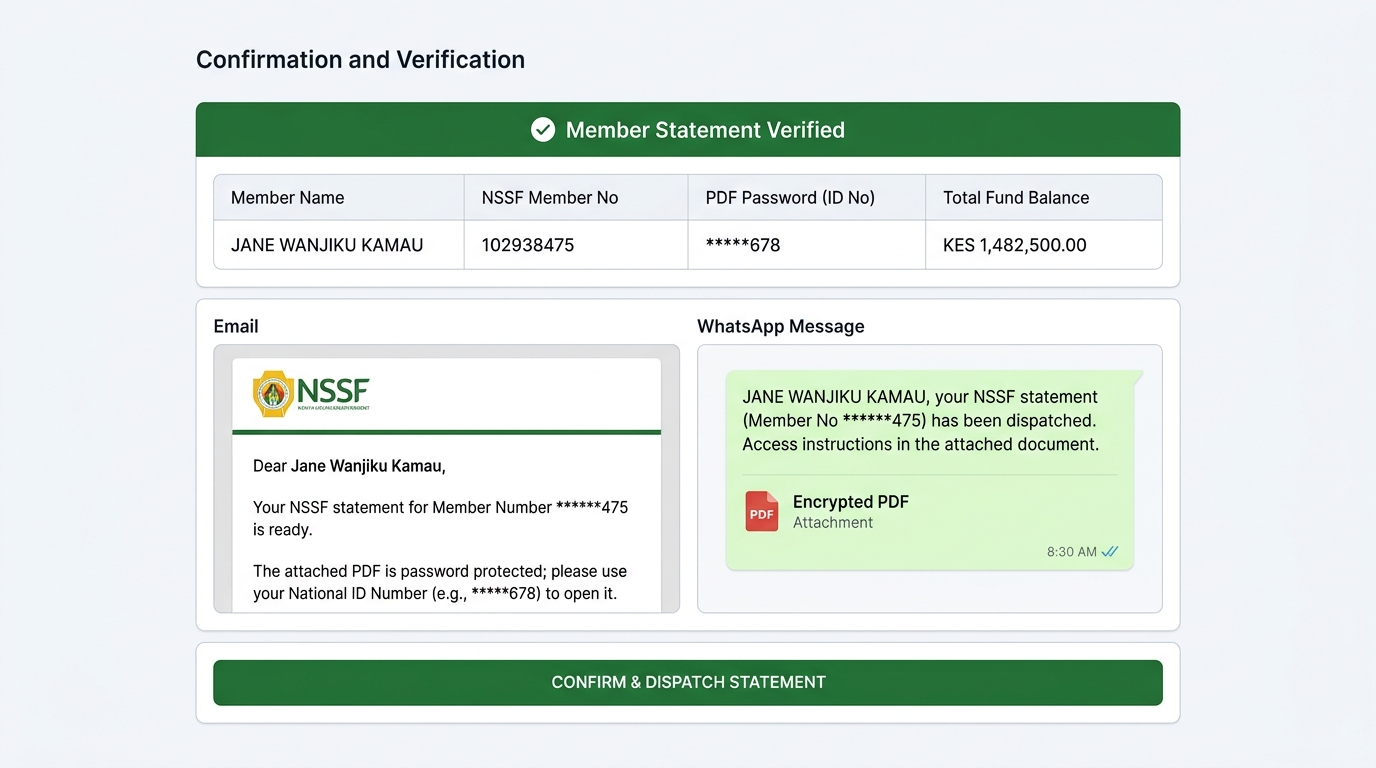 Confirmation and Verification
Member Statement Verified
Member Name
NSSF Member No
PDF Password (ID No)
Total Fund Balance
JANE WANJIKU KAMAU
102938475
*****678
KES 1,482,500.00
Email
NSSF
Dear Jane Wanjiku Kamau,
Your NSSF statement for Member Number ******475
is ready.
The attached PDF is password protected; please use
your National ID Number (e.g., *****678) to open it.
WhatsApp Message
JANE WANJIKU KAMAU, your NSSF statement
(Member No ******475) has been dispatched.
Access instructions in the attached document.
PDF
Encrypted PDF
Attachment
8:30 AM
CONFIRM & DISPATCH STATEMENT